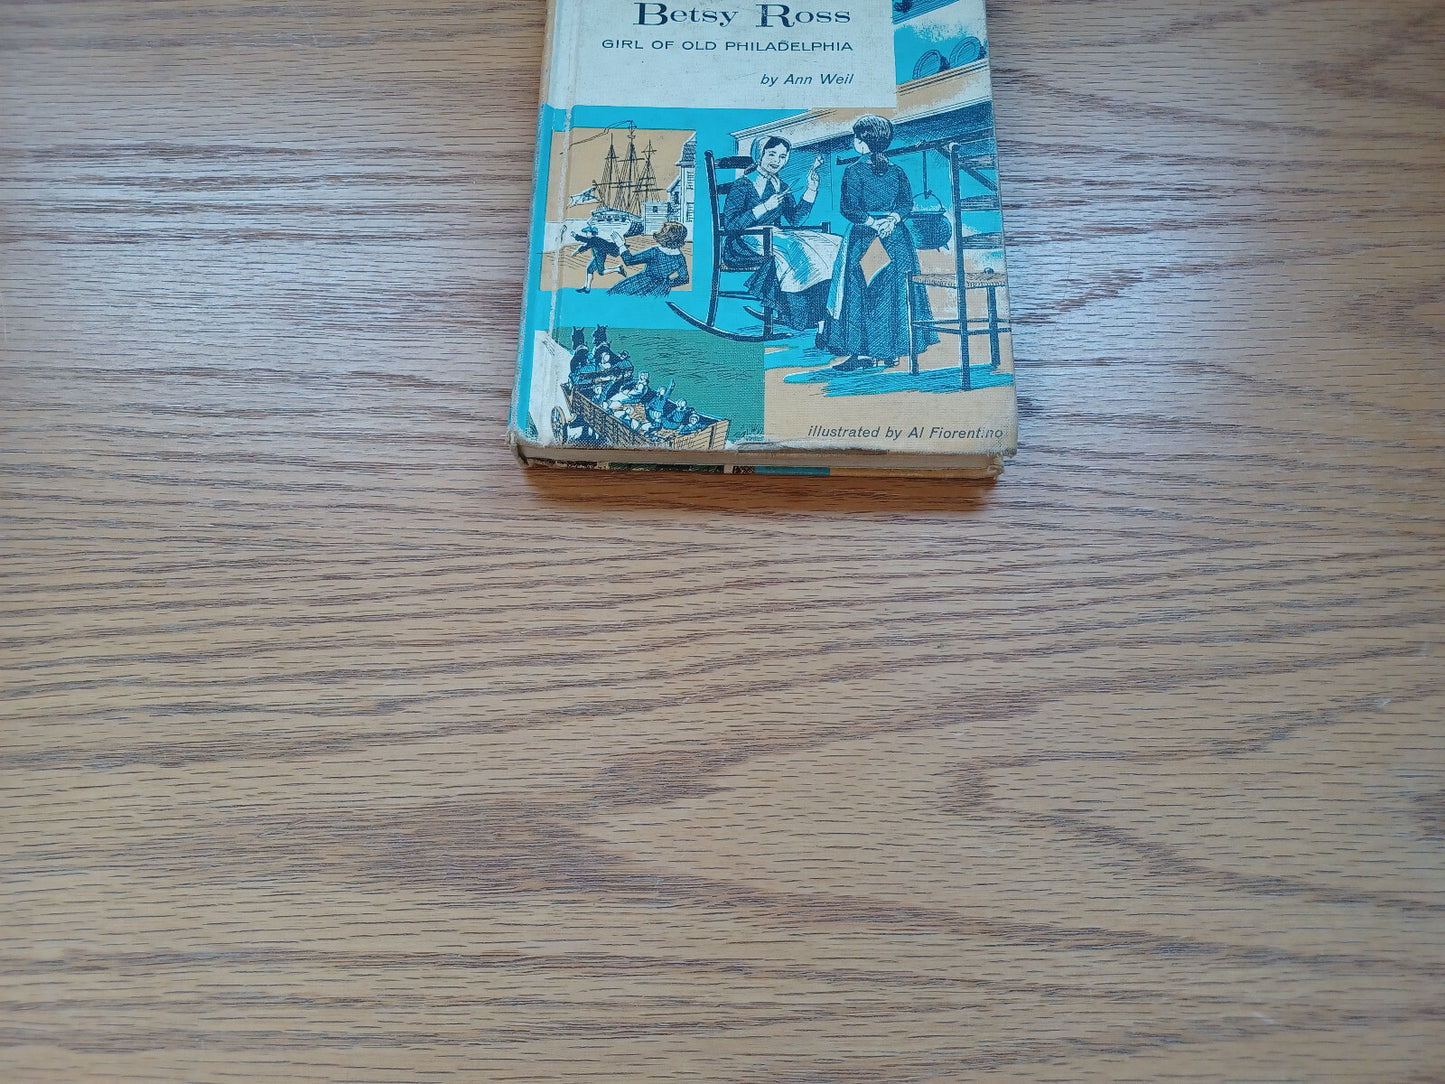 Betsy Ross
GIRL OF OLD PHILADELPHIA
by Ann Weil
illustrated by Al Fiorentino